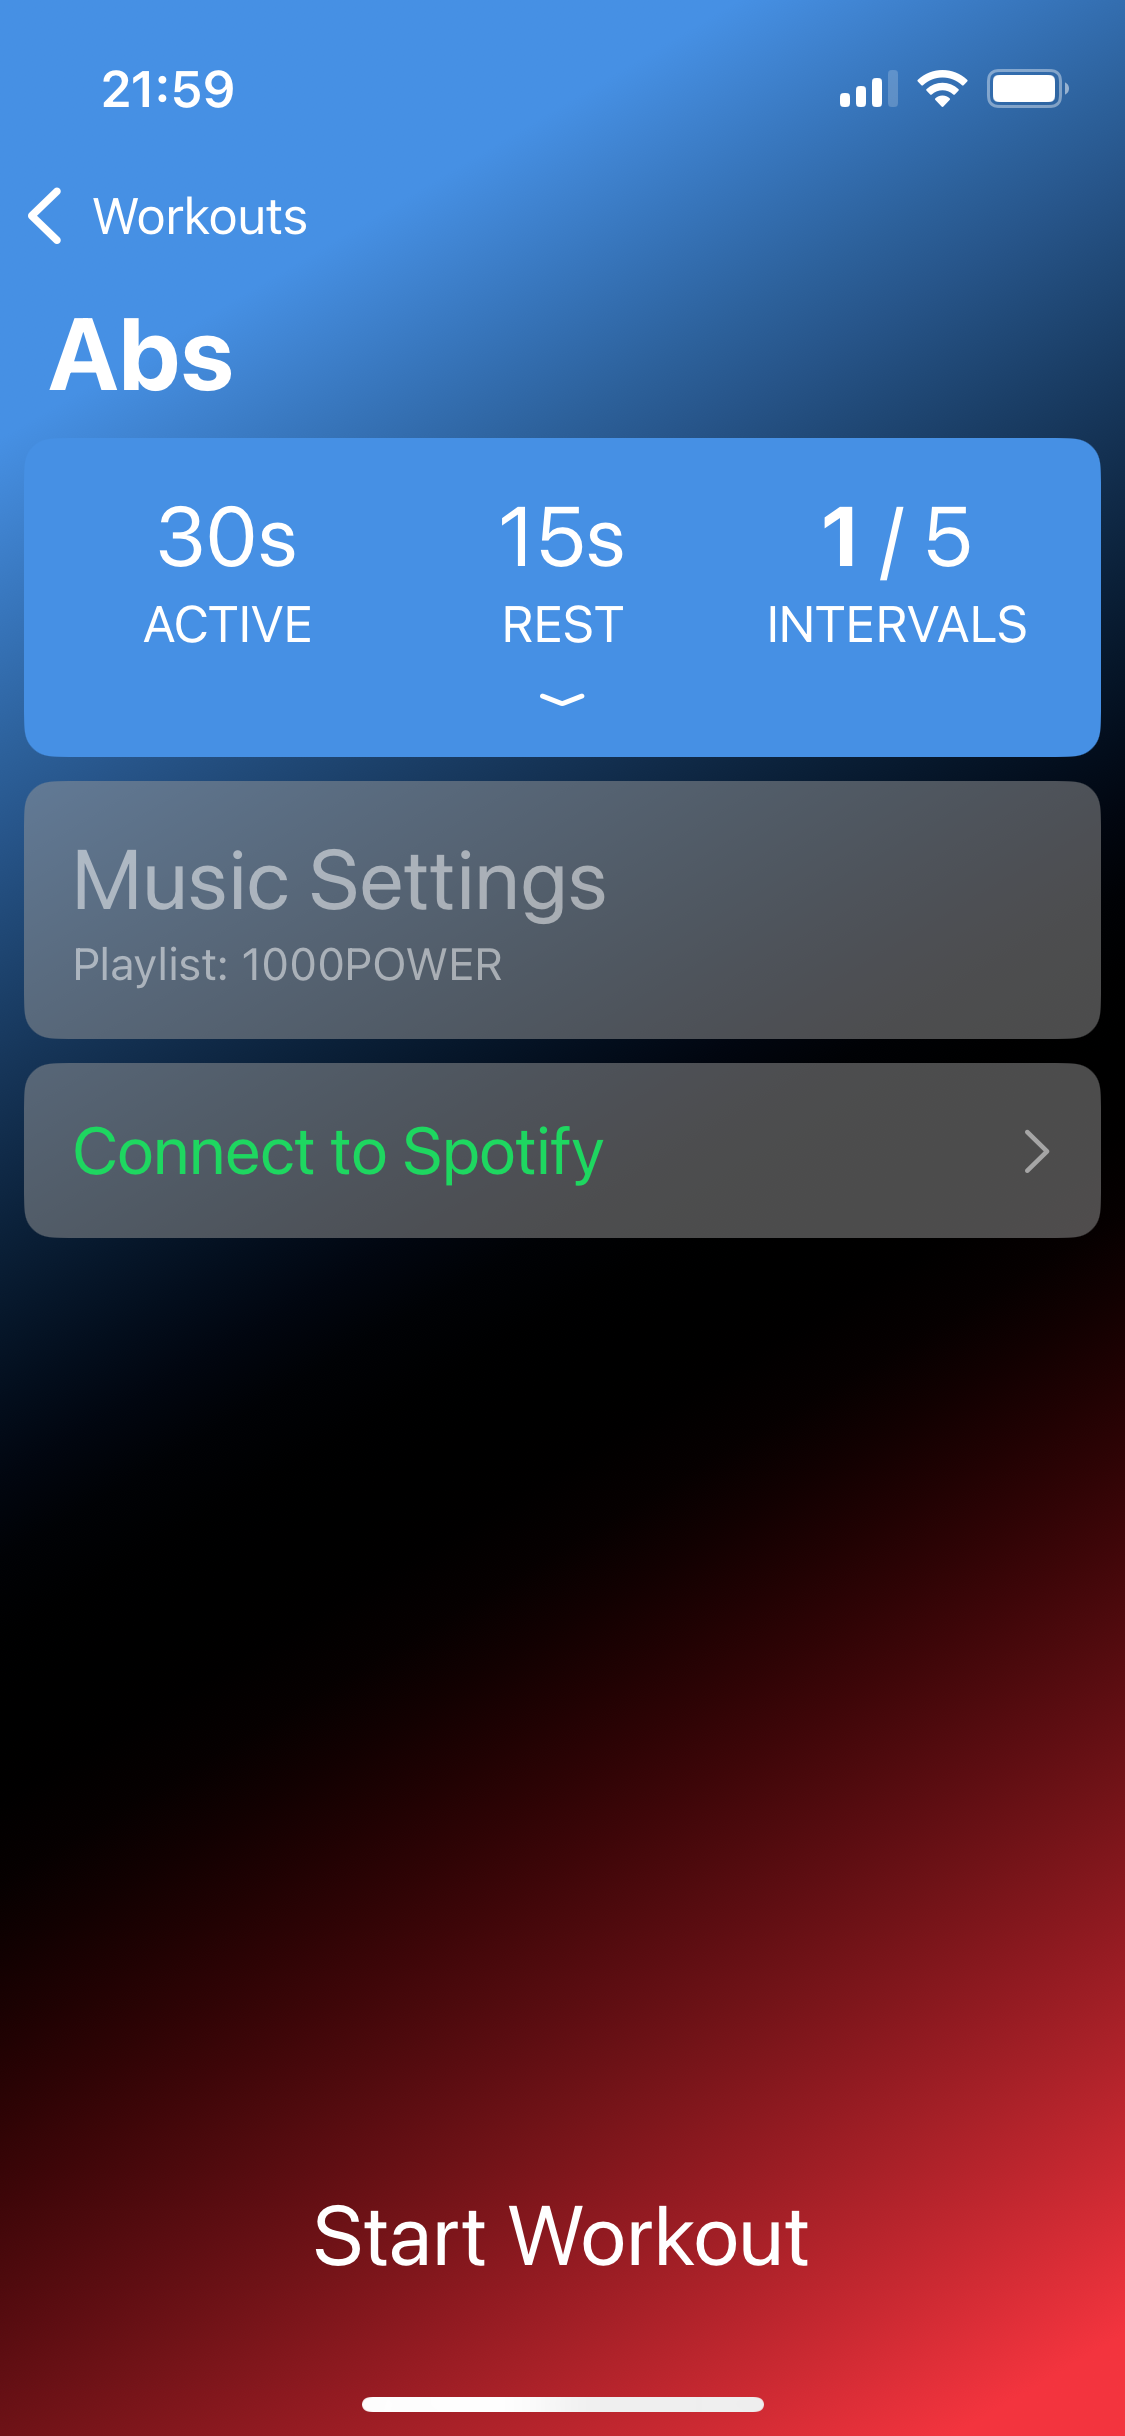 21:59
Workouts
Abs
30s 15s 1 / 5
ACTIVE REST INTERVALS
Music Settings
Playlist: 1000POWER
Connect to Spotify
Start Workout